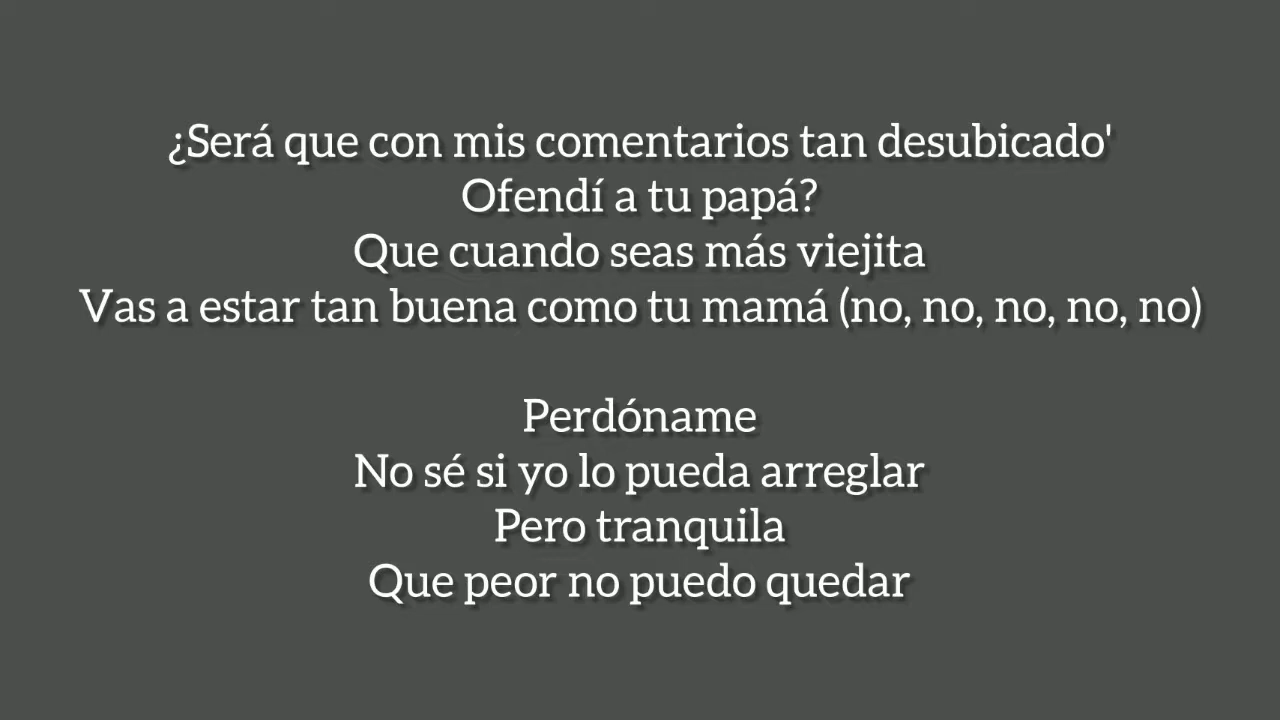 ¿Será que con mis comentarios tan desubicado'
Ofendí a tu papá?
Que cuando seas más viejita
Vas a estar tan buena como tu mamá (no, no, no, no, no)
Perdóname
No sé si yo lo pueda arreglar
Pero tranquila
Que peor no puedo quedar